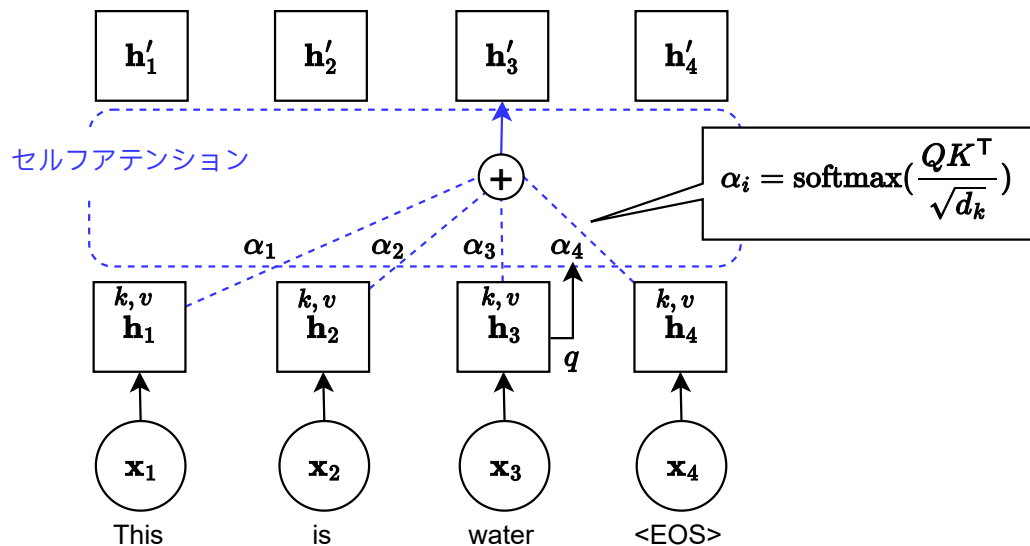 h′₁ h′₂ h′₃ h′₄
セルフアテンション
αᵢ = softmax(QK⊤/√dₖ)
+
α₁ α₂ α₃ α₄
k, v k, v k, v k, v
h₁ h₂ h₃ h₄
q
x₁ x₂ x₃ x₄
This is water <EOS>